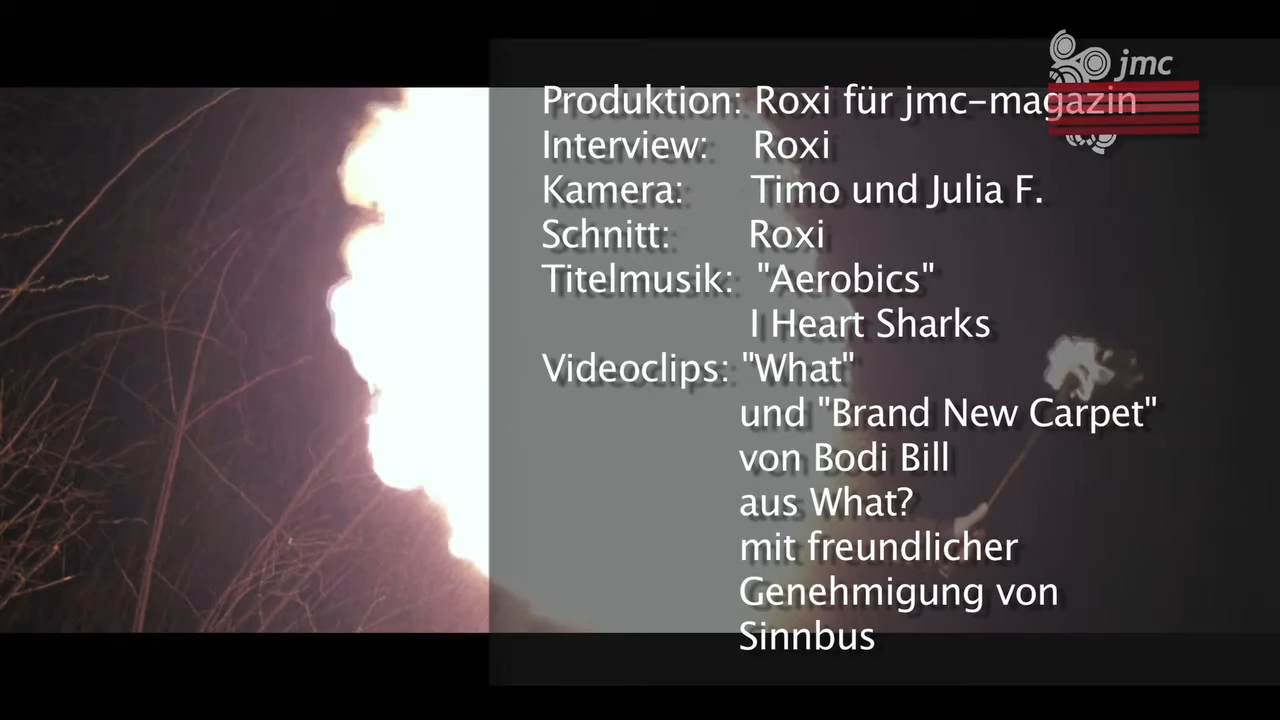 jmc
Produktion: Roxi für jmc-magazin
Interview: Roxi
Kamera: Timo und Julia F.
Schnitt: Roxi
Titelmusik: "Aerobics"
I Heart Sharks
Videoclips: "What"
und "Brand New Carpet"
von Bodi Bill
aus What?
mit freundlicher
Genehmigung von
Sinnbus